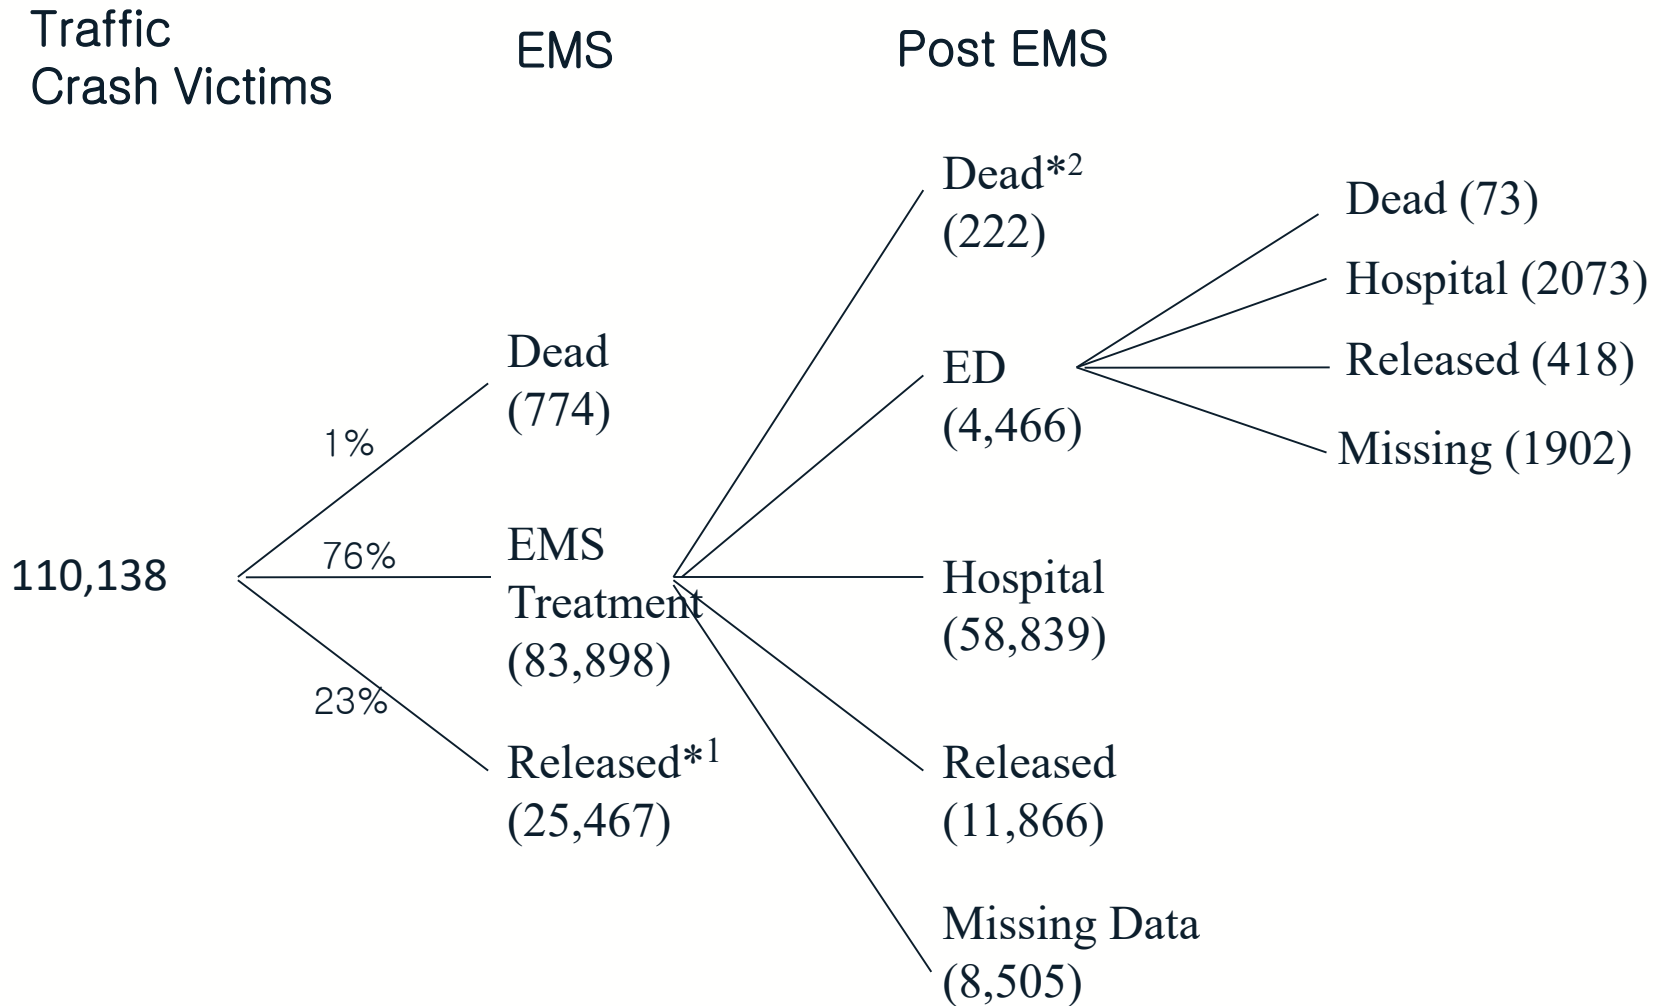 Traffic
Crash Victims
EMS
Post EMS
110,138
1%
76%
23%
Dead
(774)
EMS
Treatment
(83,898)
Released*1
(25,467)
Dead*2
(222)
ED
(4,466)
Hospital
(58,839)
Released
(11,866)
Missing Data
(8,505)
Dead (73)
Hospital (2073)
Released (418)
Missing (1902)